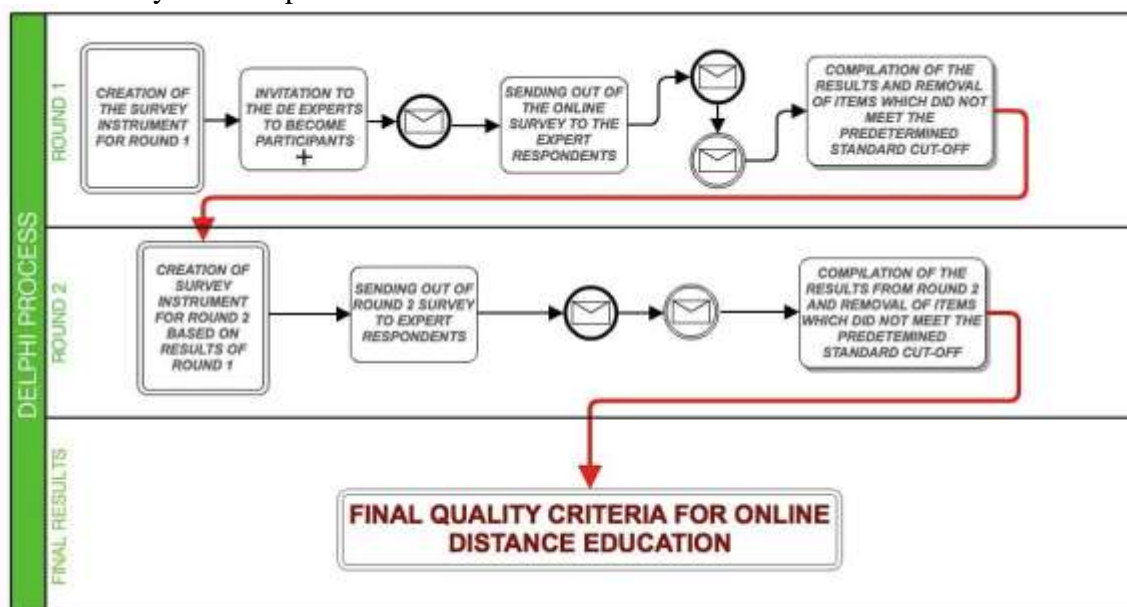 DELPHI PROCESS
ROUND 1
CREATION OF
THE SURVEY
INSTRUMENT
FOR ROUND 1
INVITATION TO
THE DE EXPERTS
TO BECOME
PARTICIPANTS
+
SENDING OUT OF
THE ONLINE
SURVEY TO THE
EXPERT
RESPONDENTS
COMPILATION OF THE
RESULTS AND REMOVAL
OF ITEMS WHICH DID NOT
MEET THE
PREDETERMINED
STANDARD CUT-OFF
ROUND 2
CREATION OF
SURVEY
INSTRUMENT
FOR ROUND 2
BASED ON
RESULTS OF
ROUND 1
SENDING OUT OF
ROUND 2 SURVEY
TO EXPERT
RESPONDENTS
COMPILATION OF THE
RESULTS FROM ROUND 2
AND REMOVAL OF ITEMS
WHICH DID NOT MEET THE
PREDETEMINED
STANDARD CUT-OFF
FINAL RESULTS
FINAL QUALITY CRITERIA FOR ONLINE
DISTANCE EDUCATION